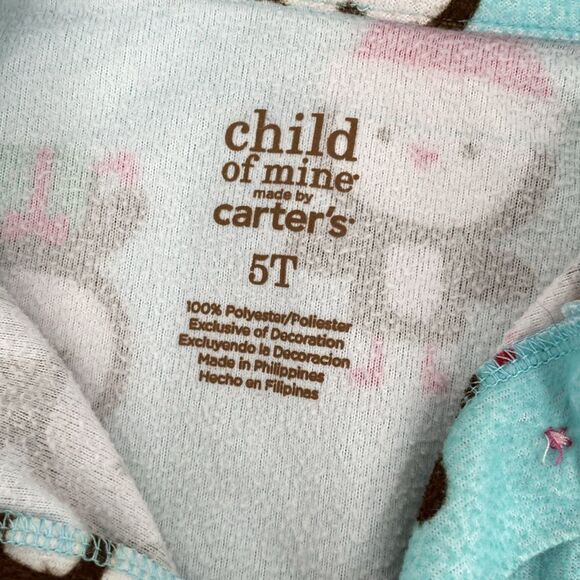 child
of mine
made by
carter's
5T
100% Polyester/Poliester
Exclusive of Decoration
Excluyendo la Decoracion
Made in Philippines
Hecho en Filipinas